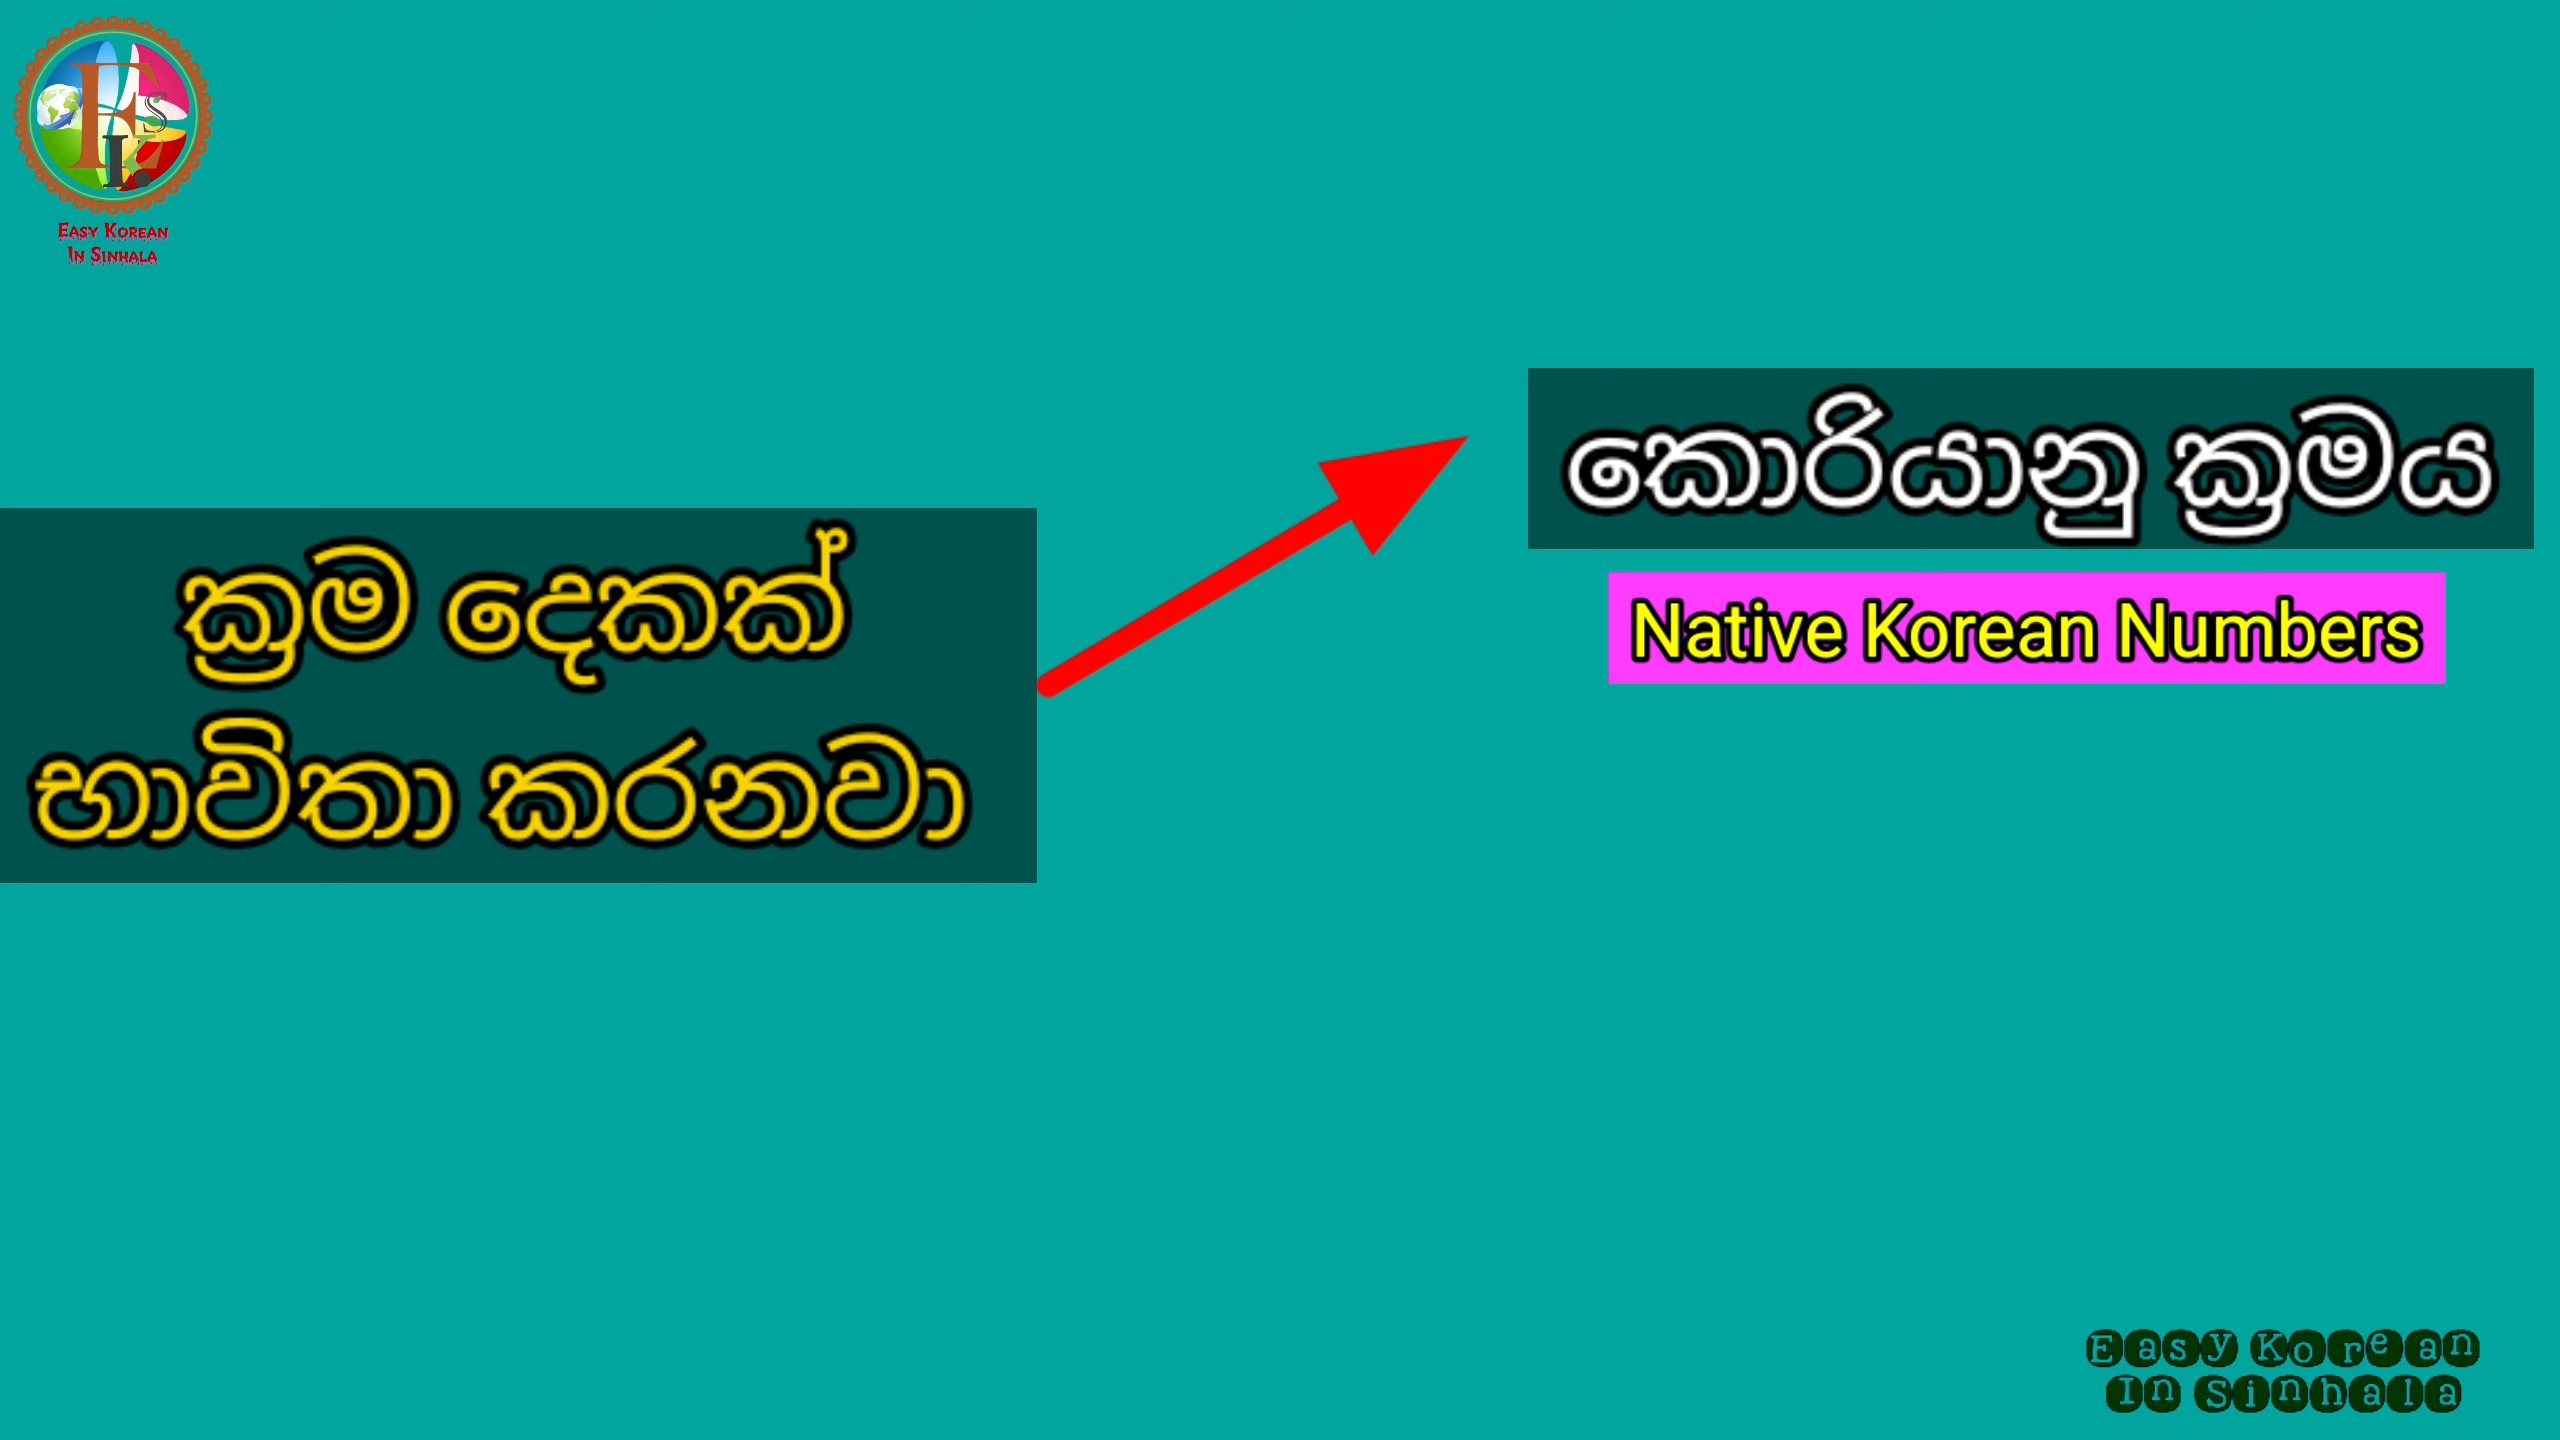 Easy Korean
In Sinhala
ක්‍රම දෙකක්
භාවිතා කරනවා
කොරියානු ක්‍රමය
Native Korean Numbers
Easy Korean
In Sinhala